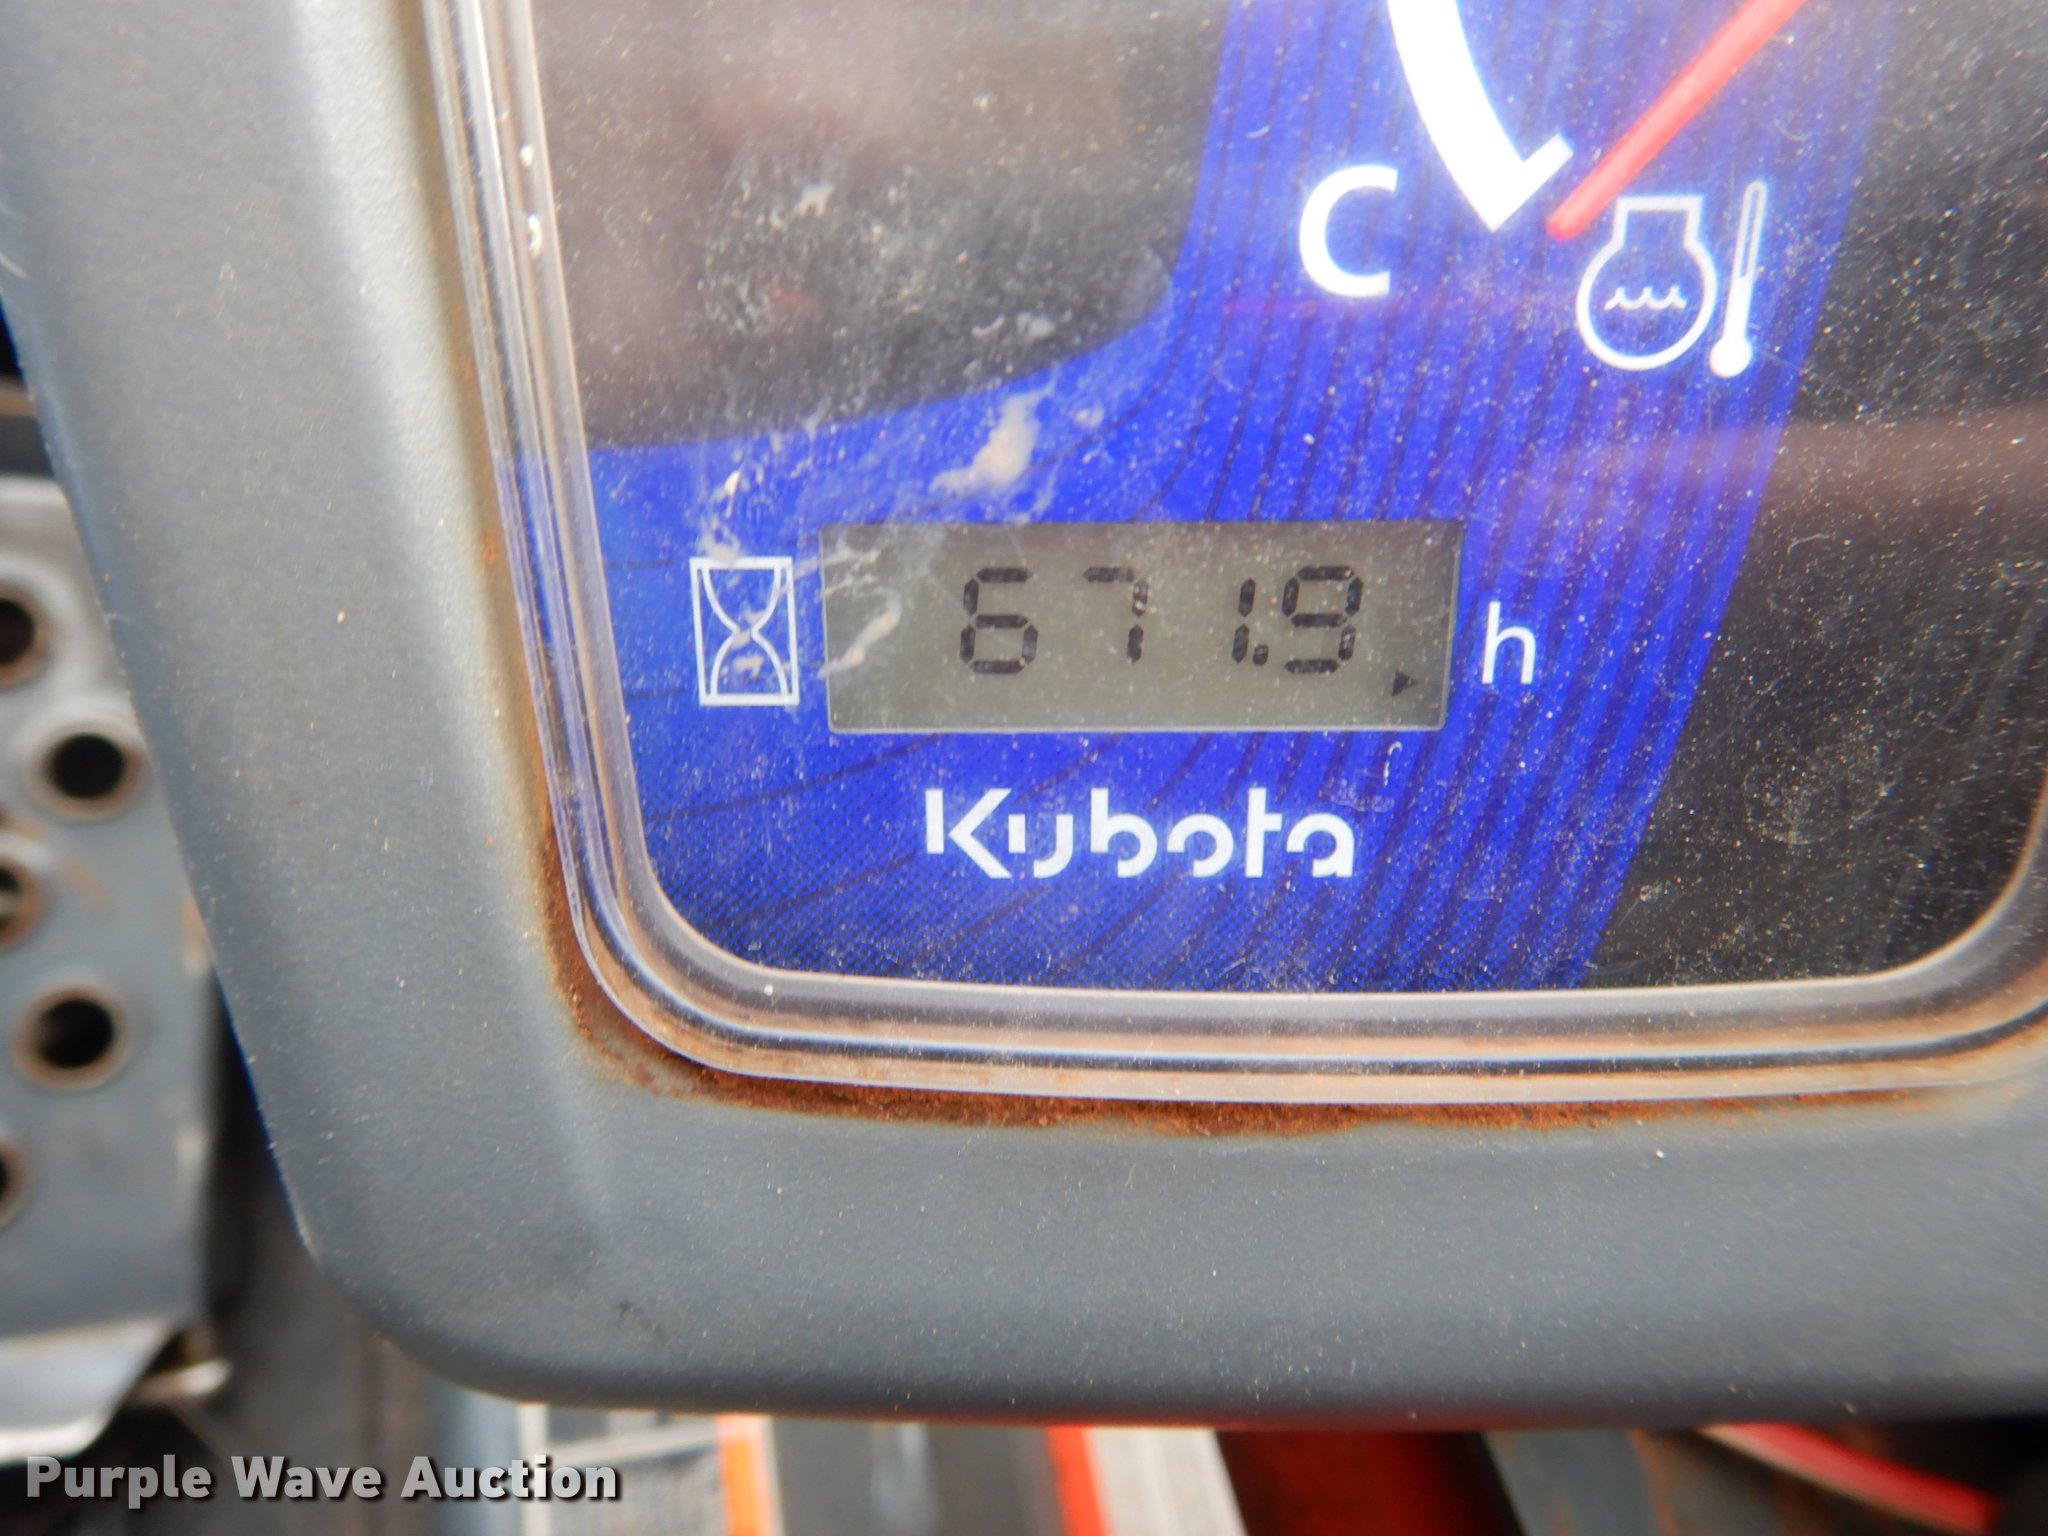 C
671.9 h
Kubota
Purple Wave Auction